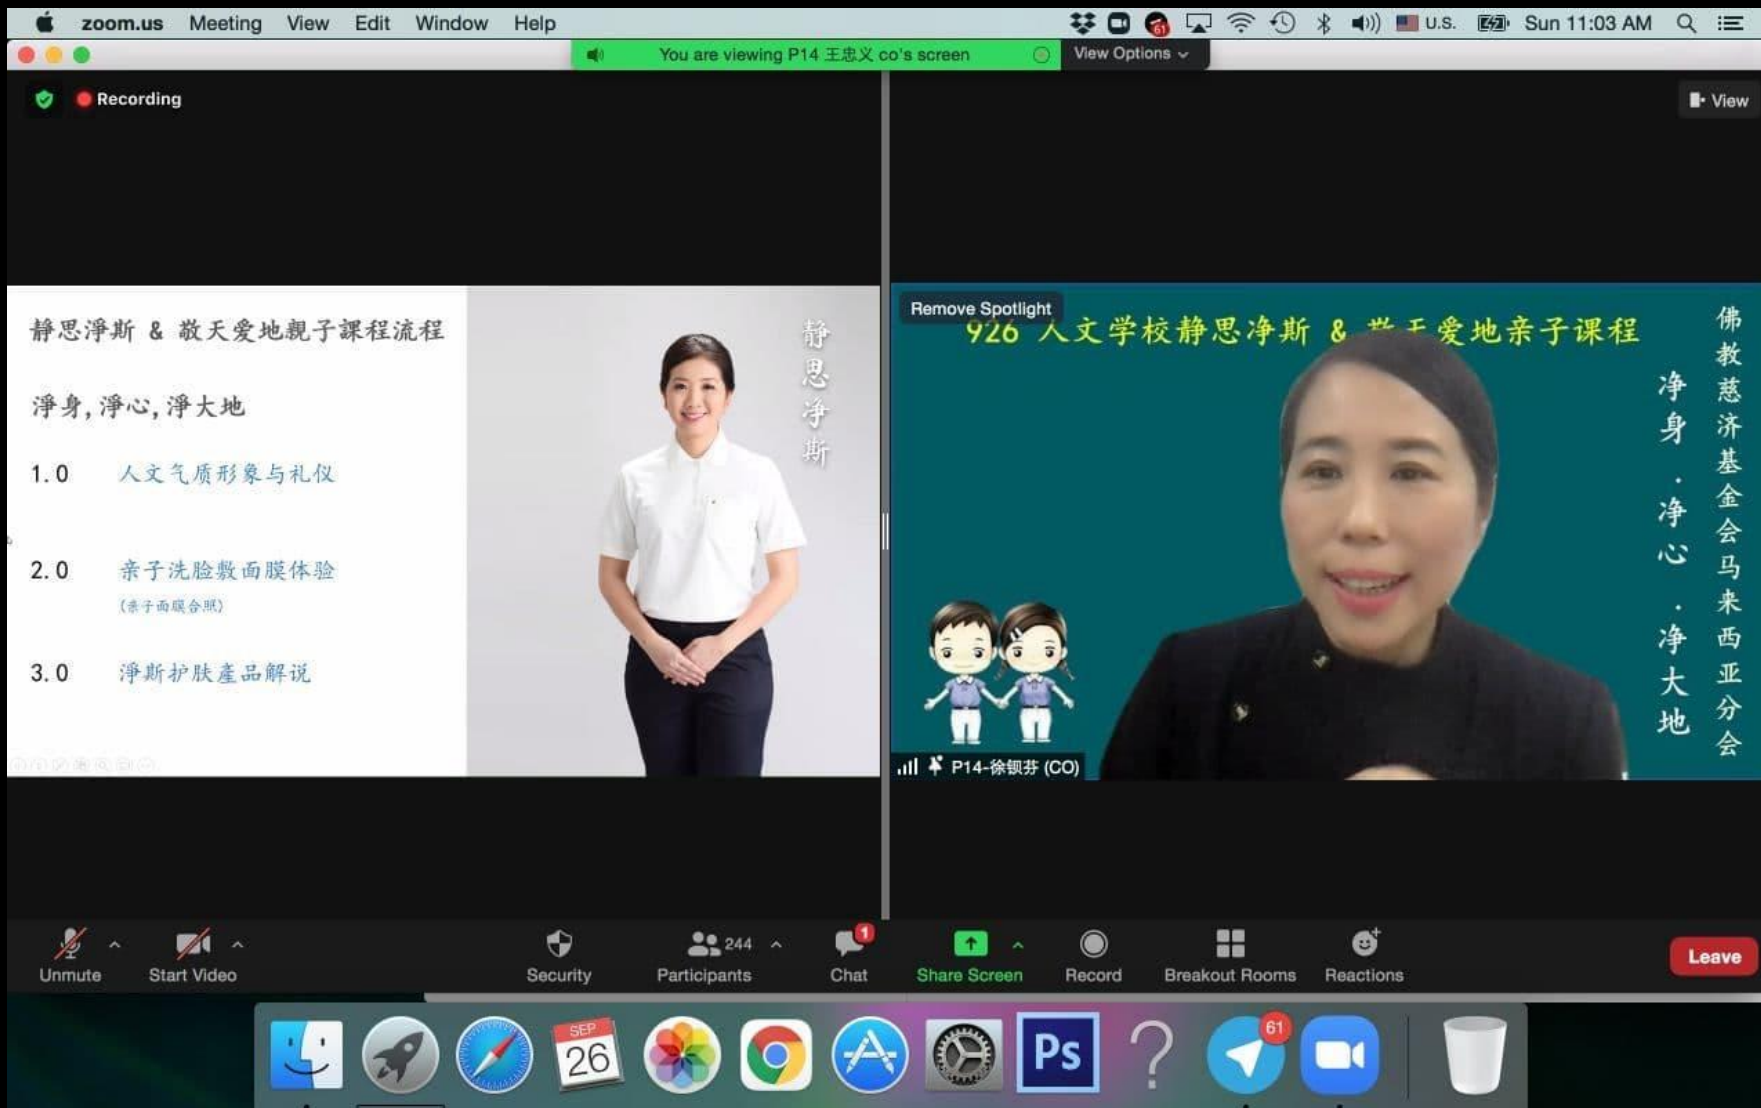 zoom.us Meeting View Edit Window Help
61
U.S. Sun 11:03 AM
You are viewing P14 王忠义 co's screen
View Options
Recording
View
静思淨斯 & 敬天爱地親子課程流程
淨身,淨心,淨大地
1.0 人文气质形象与礼仪
2.0 亲子洗脸敷面膜体验
(亲子面膜合照)
3.0 淨斯护肤產品解说
静思净斯
Remove Spotlight
926 人文学校静思净斯 & 敬天爱地亲子课程
佛教慈济基金会马来西亚分会
净身.净心.净大地
P14-徐钡芬 (CO)
Unmute
Start Video
Security
244
Participants
1
Chat
Share Screen
Record
Breakout Rooms
Reactions
Leave
SEP
26
Ps
61